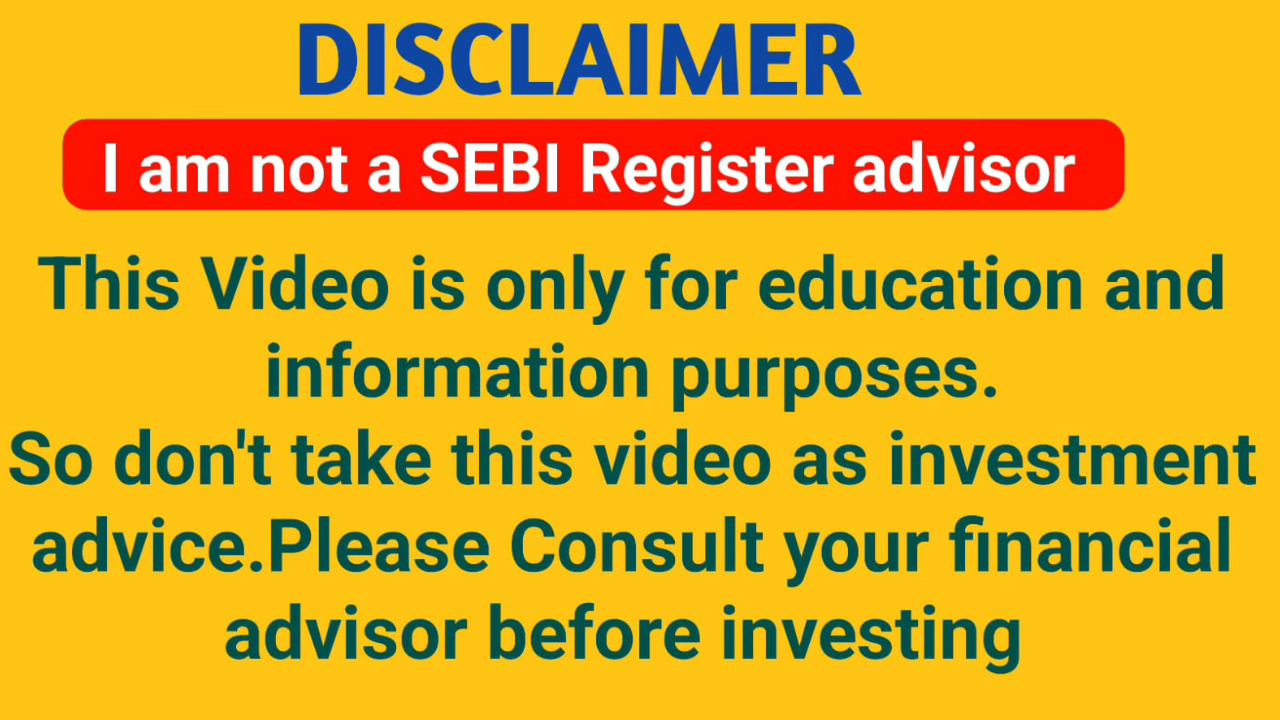 DISCLAIMER
I am not a SEBI Register advisor
This Video is only for education and
information purposes.
So don't take this video as investment
advice.Please Consult your financial
advisor before investing